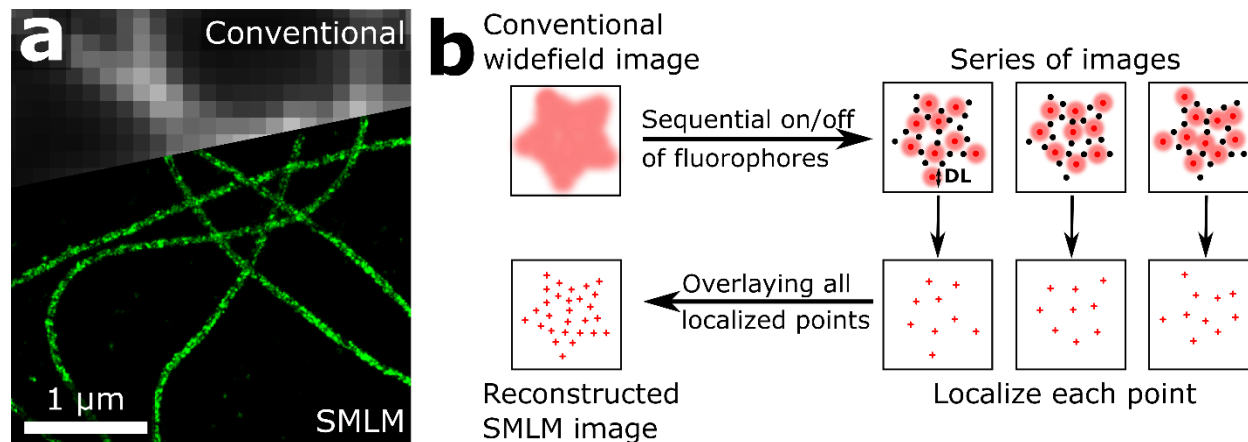 a
Conventional
1 μm
SMLM
b
Conventional
widefield image
Sequential on/off
of fluorophores
Series of images
DL
Overlaying all
localized points
Reconstructed
SMLM image
Localize each point